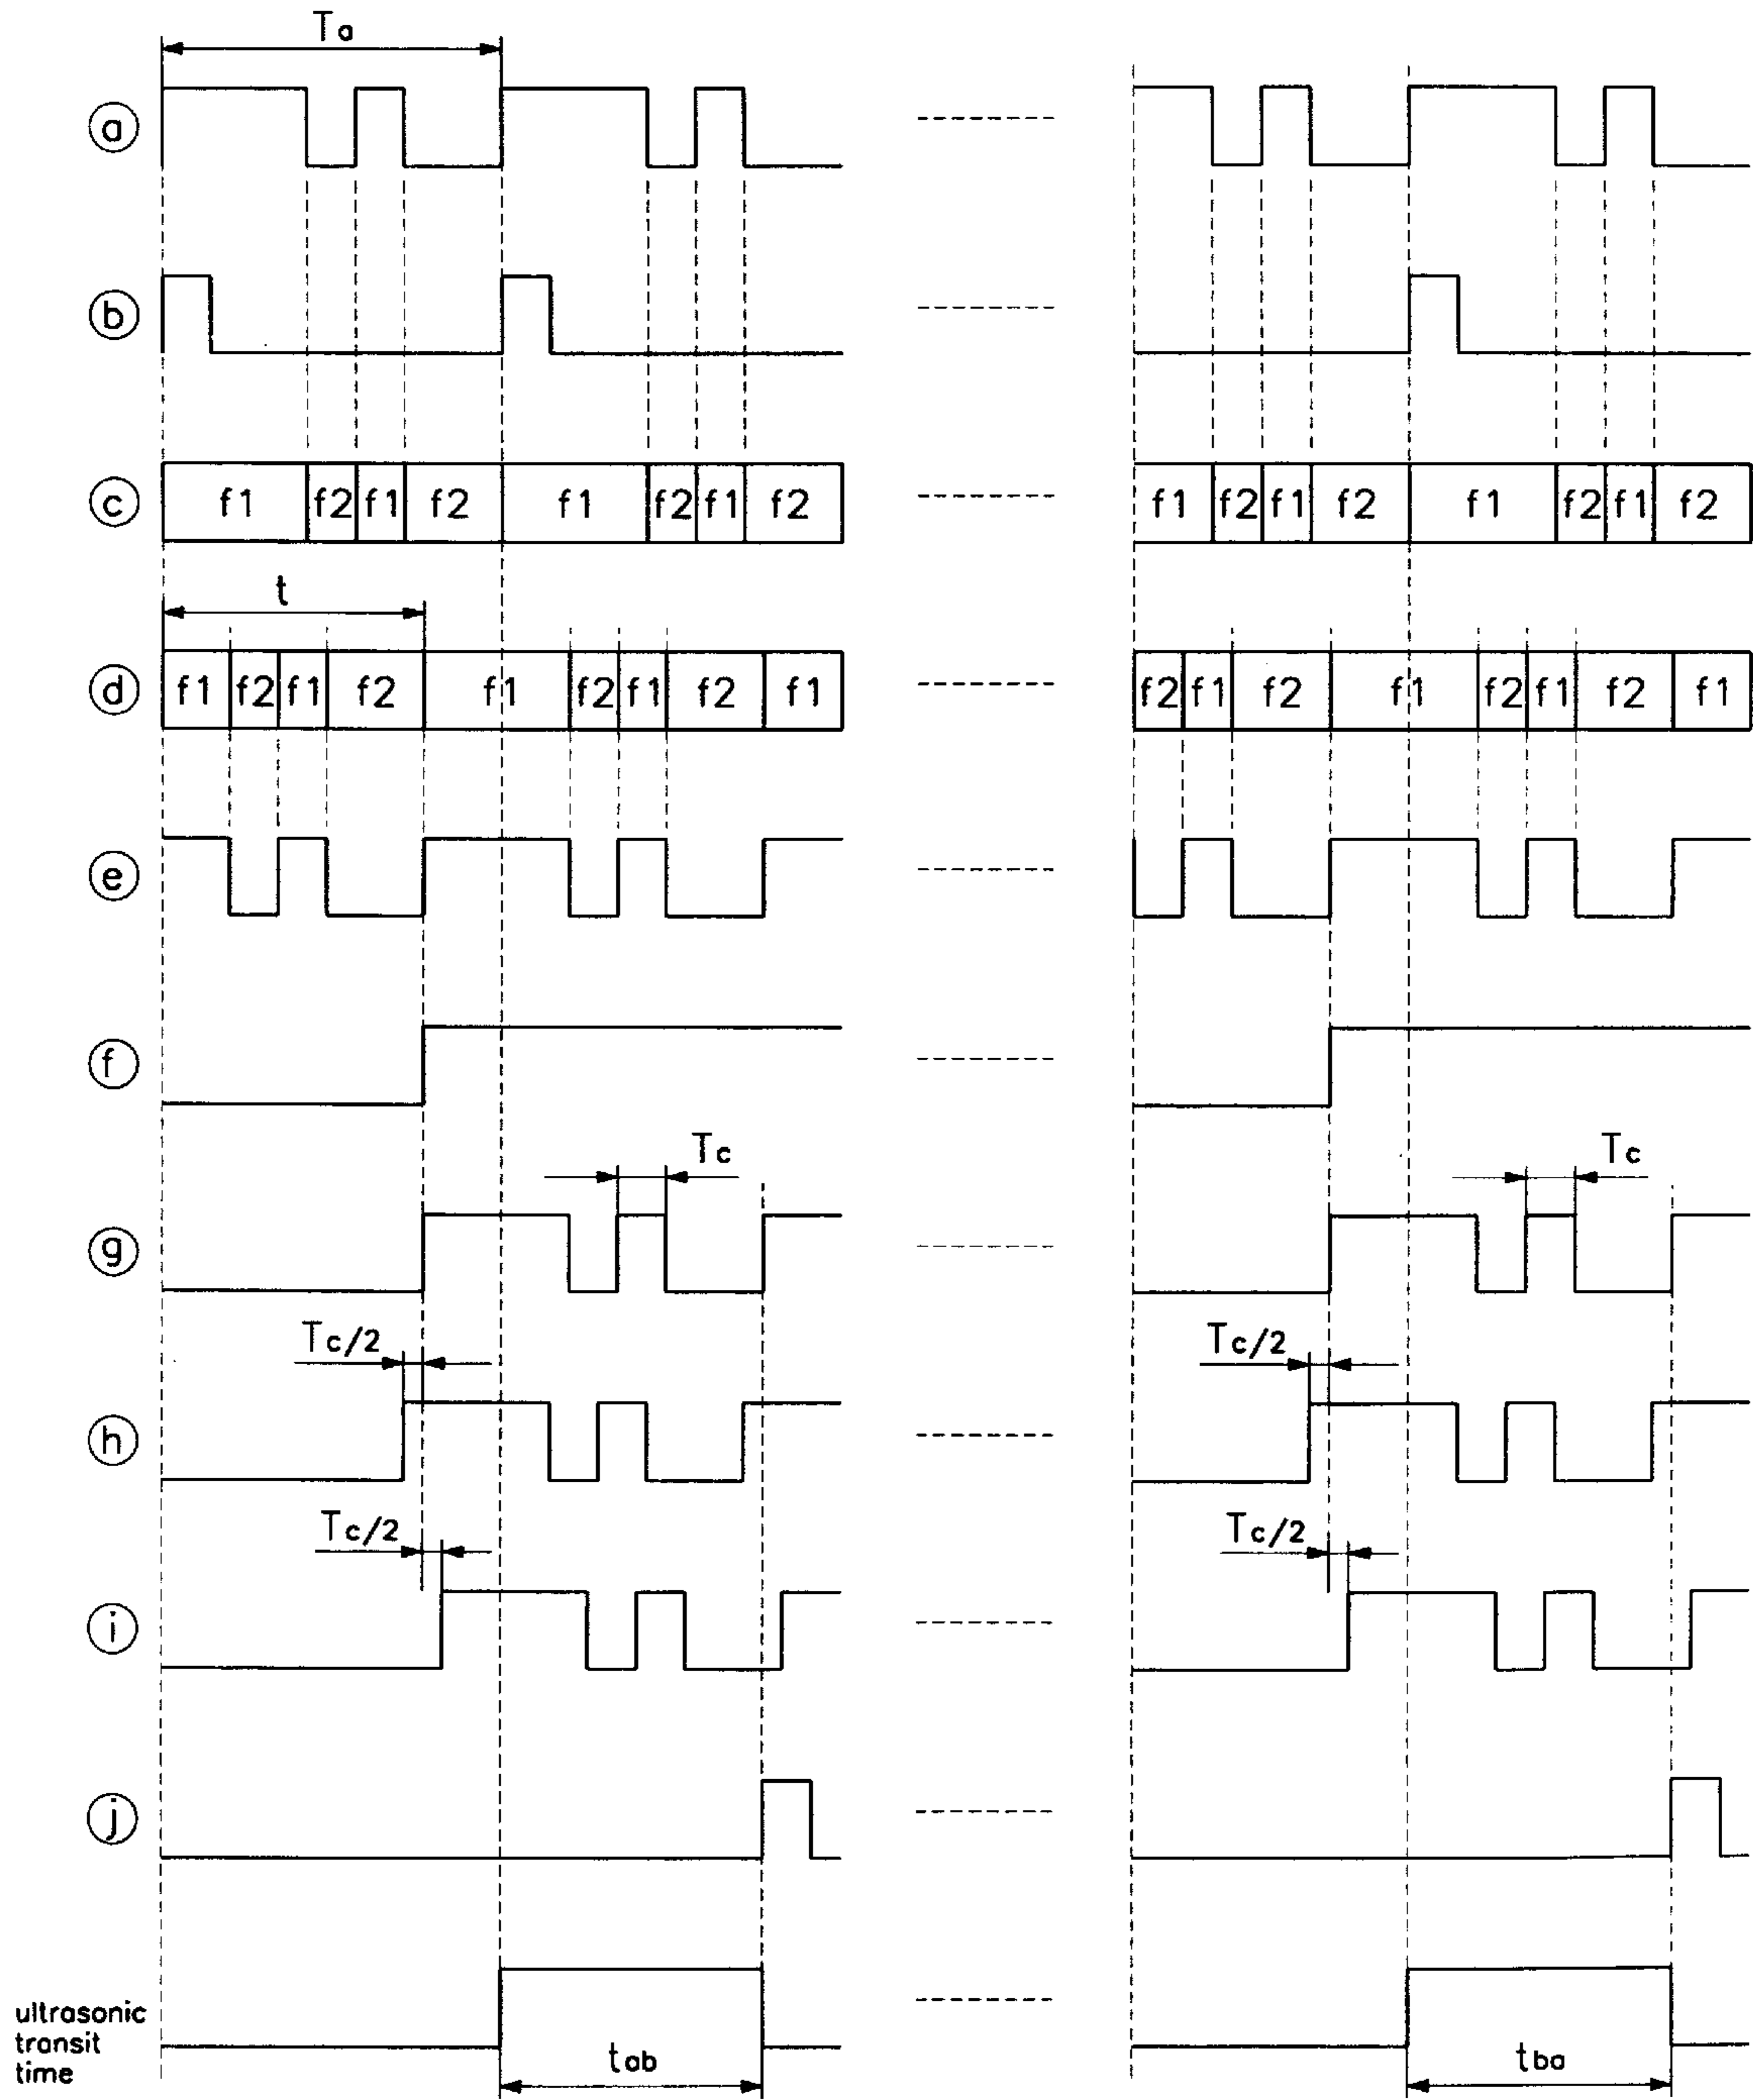 Ta
a
b
c
f1 f2 f1 f2 f1 f2 f1 f2
f1 f2 f1 f2 f1 f2 f1 f2
t
d
f1 f2 f1 f2 f1 f2 f1 f2 f1
f2 f1 f2 f1 f2 f1 f2 f1
e
f
Tc
Tc
g
Tc/2
Tc/2
h
Tc/2
Tc/2
i
j
ultrasonic
transit
time
tab
tba